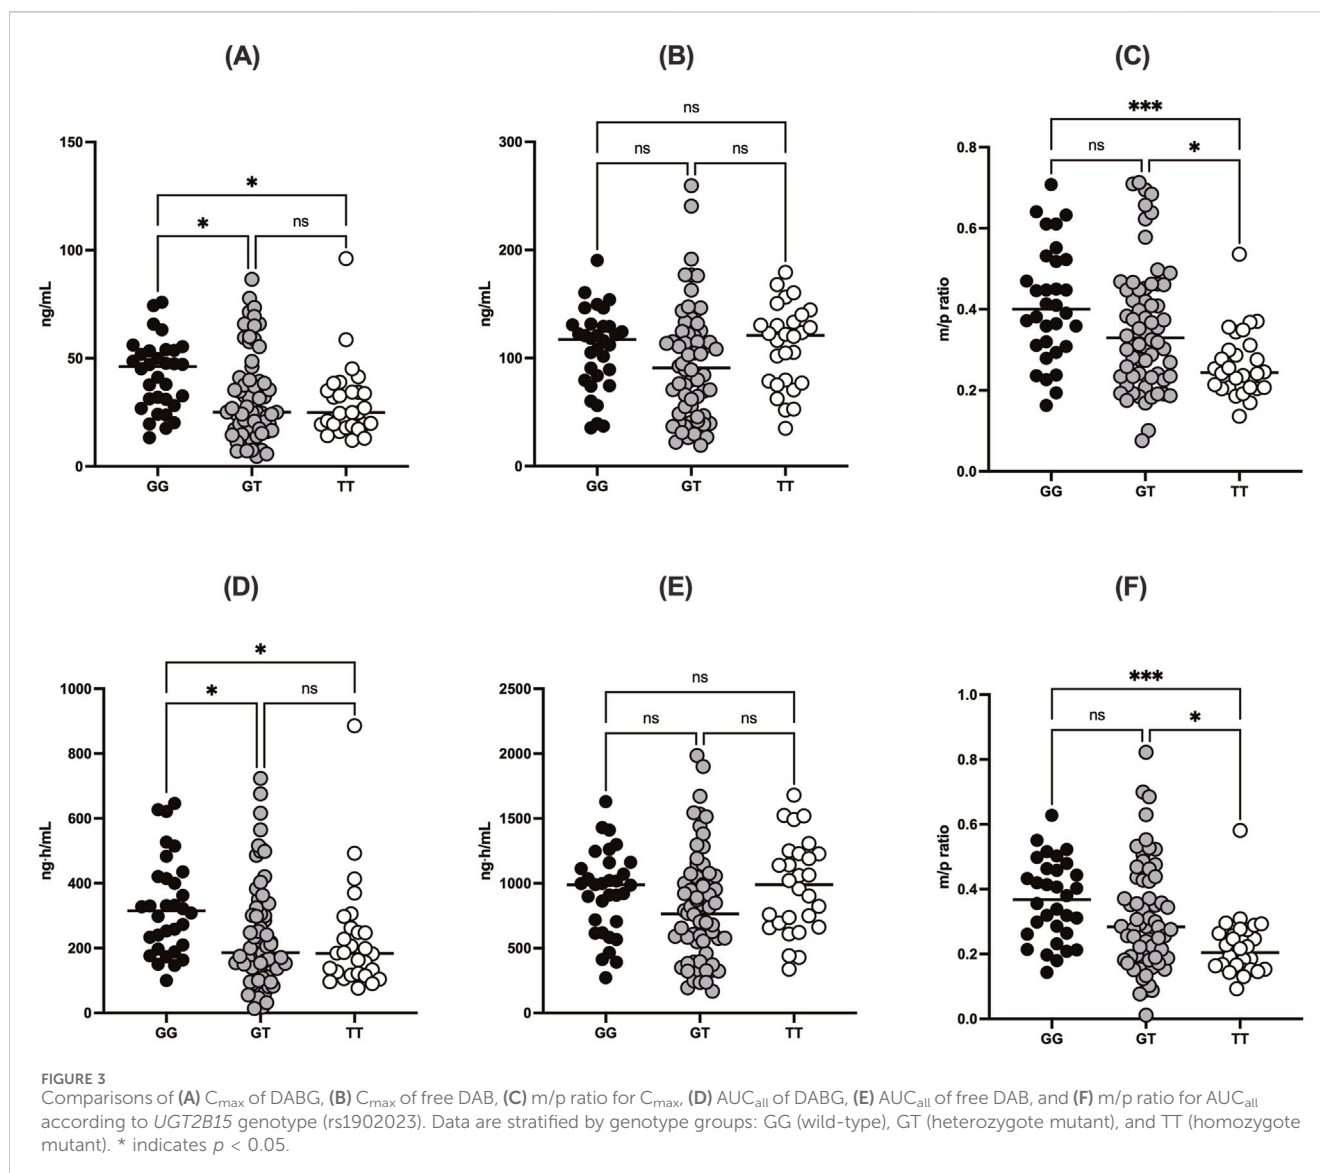 (A)
(B)
(C)
ng/mL
150
100
50
0
*
*
ns
GG
GT
TT
ng/mL
300
200
100
0
ns
ns
ns
GG
GT
TT
m/p ratio
0.8
0.6
0.4
0.2
0.0
***
ns
*
GG
GT
TT
(D)
(E)
(F)
ng·h/mL
1000
800
600
400
200
0
*
*
ns
GG
GT
TT
ng·h/mL
2500
2000
1500
1000
500
0
ns
ns
ns
GG
GT
TT
m/p ratio
1.0
0.8
0.6
0.4
0.2
0.0
***
ns
*
GG
GT
TT
FIGURE 3
Comparisons of (A) Cmax of DABG, (B) Cmax of free DAB, (C) m/p ratio for Cmax, (D) AUCall of DABG, (E) AUCall of free DAB, and (F) m/p ratio for AUCall
according to UGT2B15 genotype (rs1902023). Data are stratified by genotype groups: GG (wild-type), GT (heterozygote mutant), and TT (homozygote
mutant). * indicates p < 0.05.